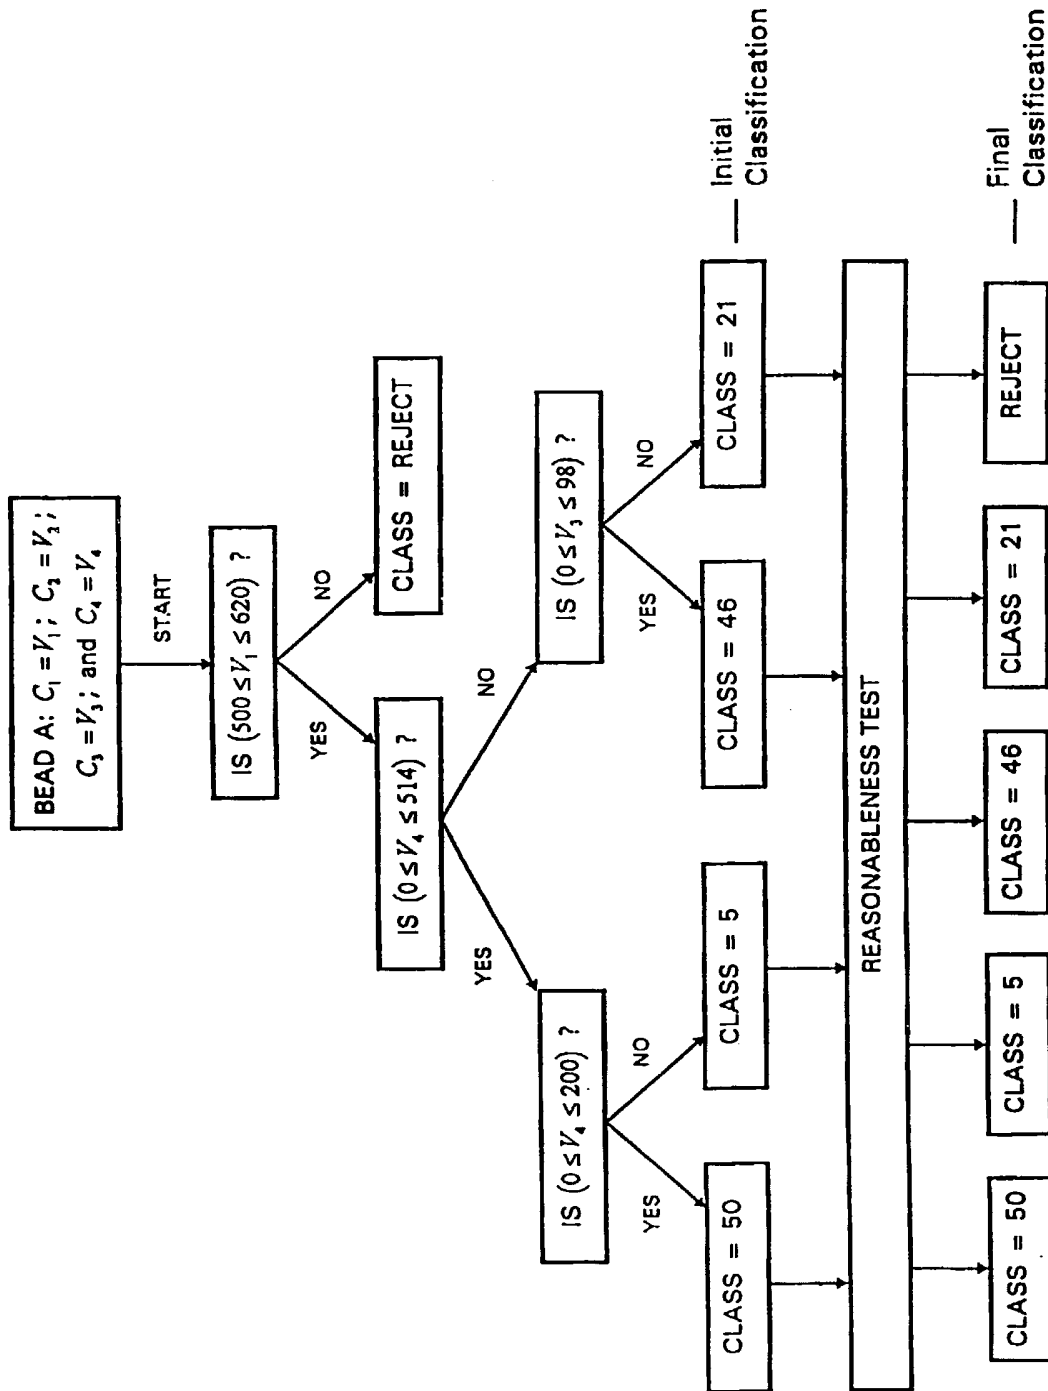 BEAD A: C₁ = V₁; C₂ = V₂;
C₃ = V₃; and C₄ = V₄
START
IS (500 ≤ V₁ ≤ 620) ?
YES
NO
IS (0 ≤ V₄ ≤ 514) ?
CLASS = REJECT
YES
NO
IS (0 ≤ V₄ ≤ 200) ?
IS (0 ≤ V₃ ≤ 98) ?
YES
NO
YES
NO
CLASS = 50
CLASS = 5
CLASS = 46
CLASS = 21
Initial
Classification
REASONABLENESS TEST
CLASS = 50
CLASS = 5
CLASS = 46
CLASS = 21
REJECT
Final
Classification